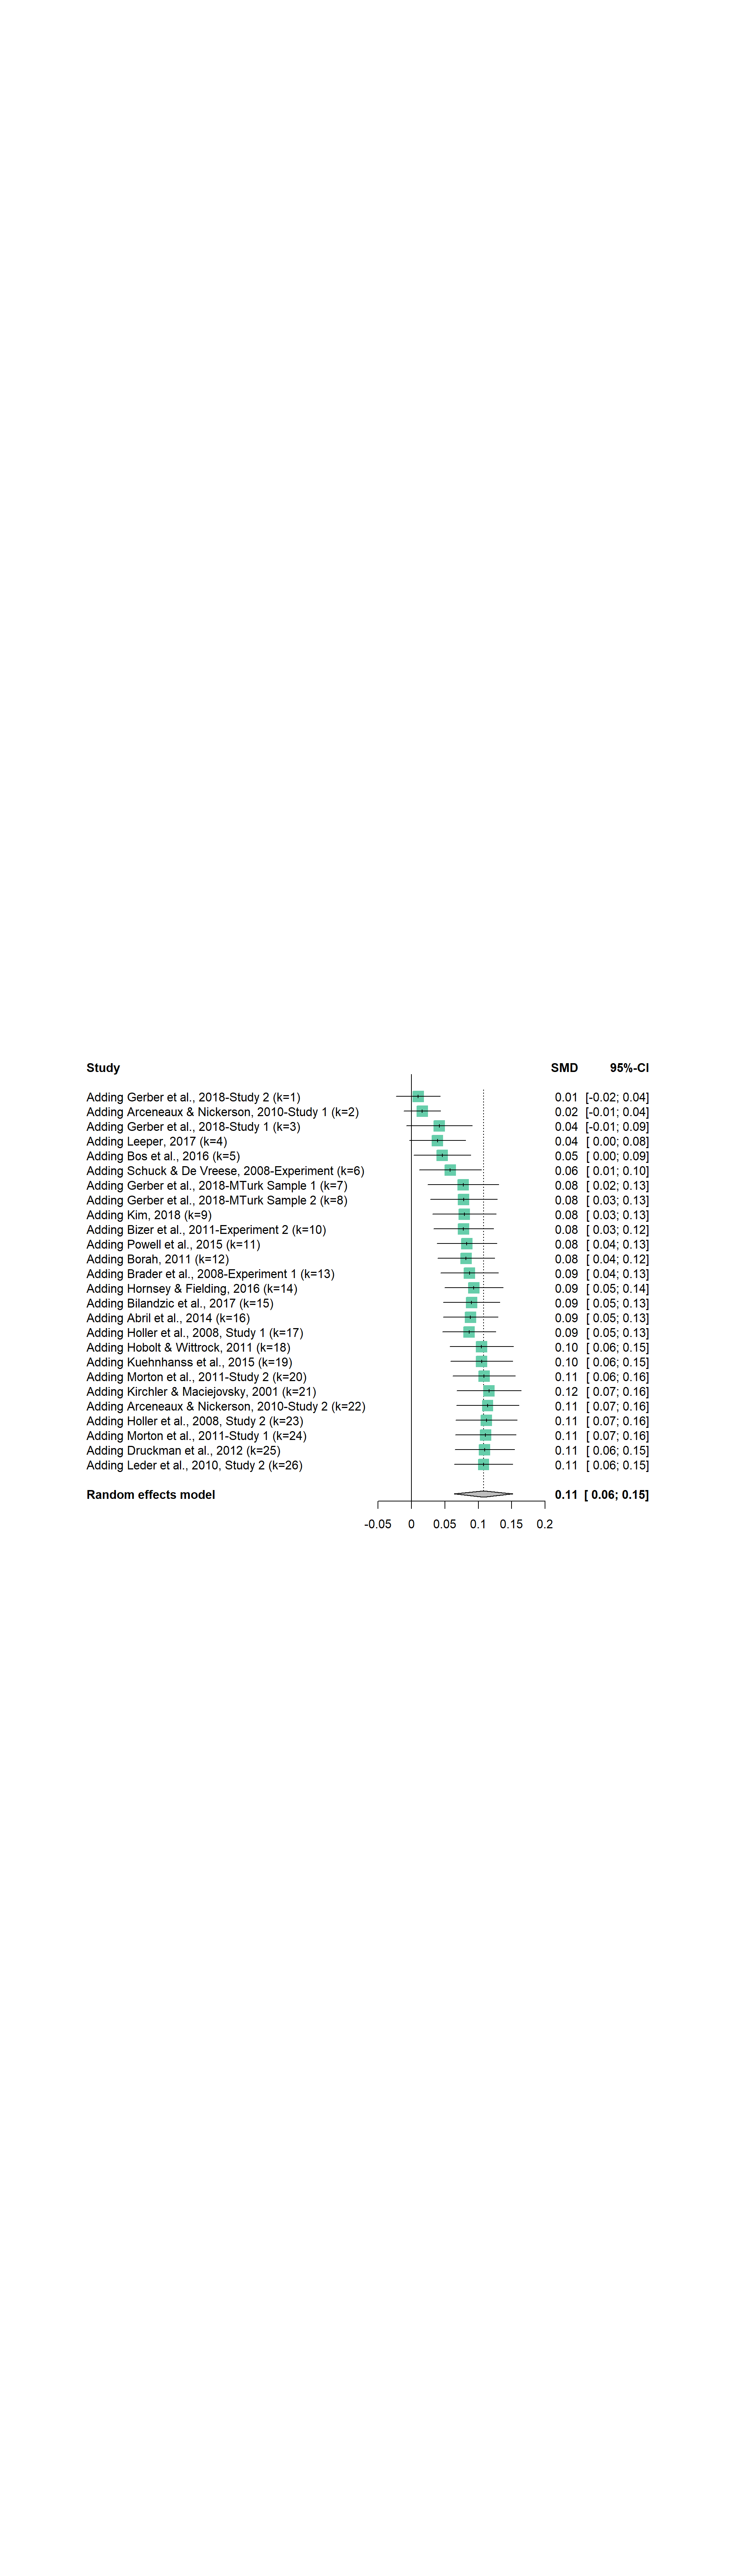 Study SMD 95%-CI
Adding Gerber et al., 2018-Study 2 (k=1) 0.01 [-0.02; 0.04]
Adding Arceneaux & Nickerson, 2010-Study 1 (k=2) 0.02 [-0.01; 0.04]
Adding Gerber et al., 2018-Study 1 (k=3) 0.04 [-0.01; 0.09]
Adding Leeper, 2017 (k=4) 0.04 [ 0.00; 0.08]
Adding Bos et al., 2016 (k=5) 0.05 [ 0.00; 0.09]
Adding Schuck & De Vreese, 2008-Experiment (k=6) 0.06 [ 0.01; 0.10]
Adding Gerber et al., 2018-MTurk Sample 1 (k=7) 0.08 [ 0.02; 0.13]
Adding Gerber et al., 2018-MTurk Sample 2 (k=8) 0.08 [ 0.03; 0.13]
Adding Kim, 2018 (k=9) 0.08 [ 0.03; 0.13]
Adding Bizer et al., 2011-Experiment 2 (k=10) 0.08 [ 0.03; 0.12]
Adding Powell et al., 2015 (k=11) 0.08 [ 0.04; 0.13]
Adding Borah, 2011 (k=12) 0.08 [ 0.04; 0.12]
Adding Brader et al., 2008-Experiment 1 (k=13) 0.09 [ 0.04; 0.13]
Adding Hornsey & Fielding, 2016 (k=14) 0.09 [ 0.05; 0.14]
Adding Bilandzic et al., 2017 (k=15) 0.09 [ 0.05; 0.13]
Adding Abril et al., 2014 (k=16) 0.09 [ 0.05; 0.13]
Adding Holler et al., 2008, Study 1 (k=17) 0.09 [ 0.05; 0.13]
Adding Hobolt & Wittrock, 2011 (k=18) 0.10 [ 0.06; 0.15]
Adding Kuehnhanss et al., 2015 (k=19) 0.10 [ 0.06; 0.15]
Adding Morton et al., 2011-Study 2 (k=20) 0.11 [ 0.06; 0.16]
Adding Kirchler & Maciejovsky, 2001 (k=21) 0.12 [ 0.07; 0.16]
Adding Arceneaux & Nickerson, 2010-Study 2 (k=22) 0.11 [ 0.07; 0.16]
Adding Holler et al., 2008, Study 2 (k=23) 0.11 [ 0.07; 0.16]
Adding Morton et al., 2011-Study 1 (k=24) 0.11 [ 0.07; 0.16]
Adding Druckman et al., 2012 (k=25) 0.11 [ 0.06; 0.15]
Adding Leder et al., 2010, Study 2 (k=26) 0.11 [ 0.06; 0.15]
Random effects model 0.11 [ 0.06; 0.15]
-0.05 0 0.05 0.1 0.15 0.2